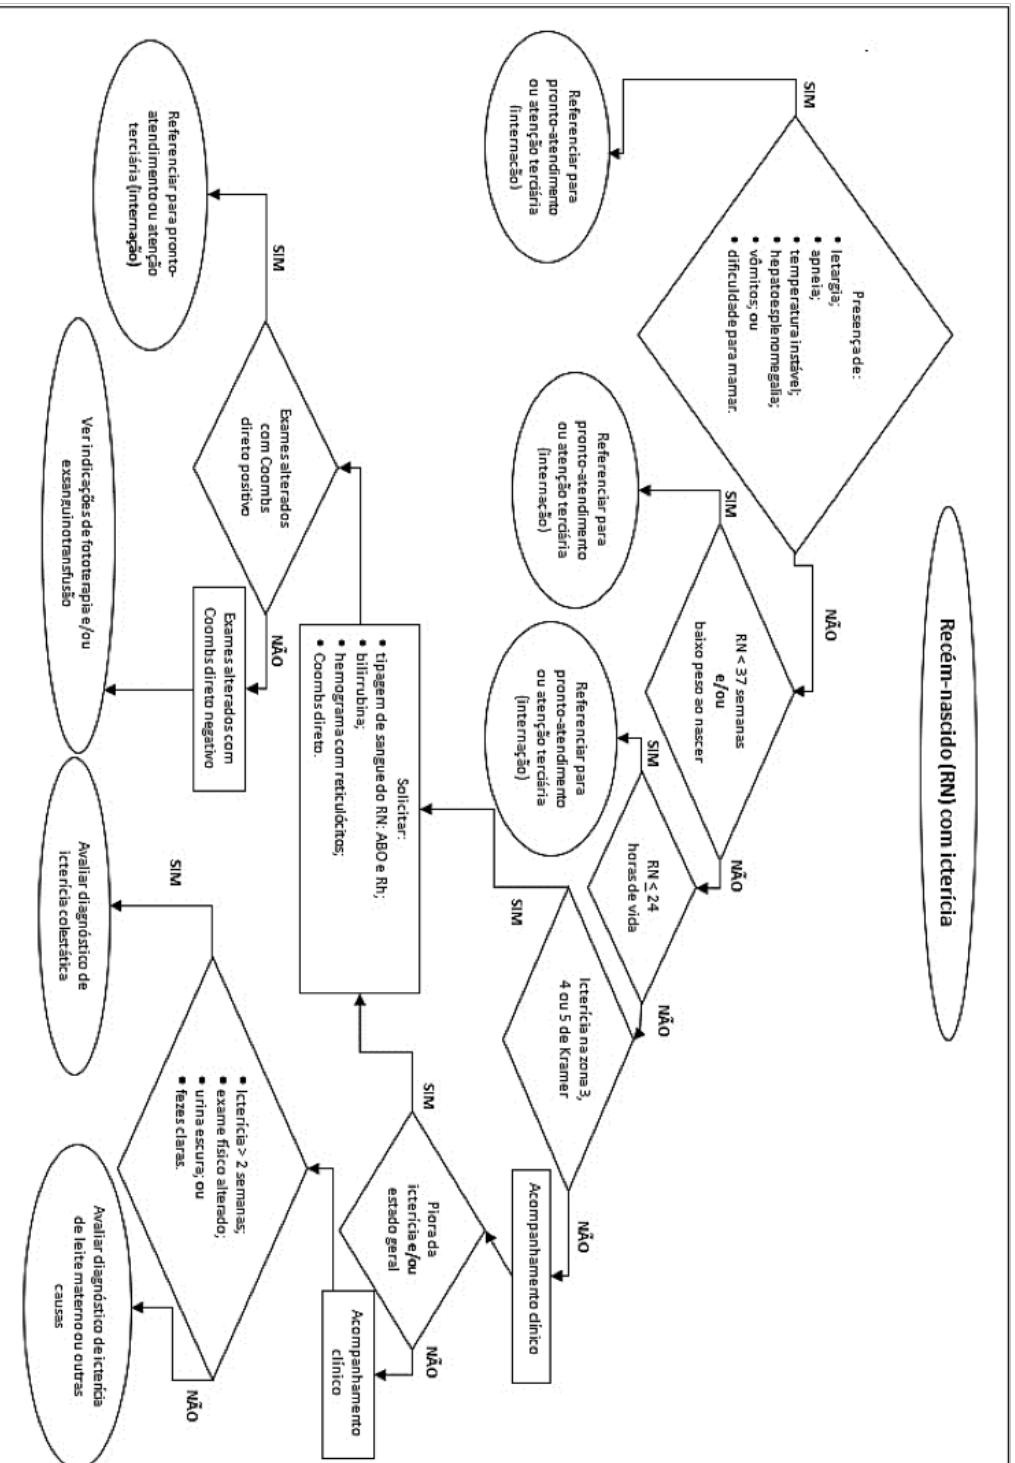 Recém-nascido (RN) com icterícia
Presença de:
• letargia;
• apneia;
• temperatura instável;
• hepatoesplenomegalia;
• vômitos; ou
• dificuldade para mamar.
SIM
NÃO
Referenciar para
pronto-atendimento
ou atenção terciária
(internação)
RN < 37 semanas
e/ou
baixo peso ao nascer
SIM
NÃO
Referenciar para
pronto-atendimento
ou atenção terciária
(internação)
RN ≤ 24
horas de vida
SIM
NÃO
Referenciar para
pronto-atendimento
ou atenção terciária
(internação)
Icterícia na zona 3,
4 ou 5 de Kramer
SIM
NÃO
Acompanhamento clínico
Solicitar:
• tipagem de sangue do RN: ABO e Rh;
• bilirrubina;
• hemograma com reticulócitos;
• Coombs direto.
Piora da
icterícia e/ou
estado geral
SIM
NÃO
Acompanhamento
clínico
Exames alterados
com Coombs
direto positivo
SIM
NÃO
Referenciar para pronto-
atendimento ou atenção
terciária (internação)
Exames alterados com
Coombs direto negativo
Ver indicações de fototerapia e/ou
exsanguinotransfusão
• Icterícia > 2 semanas;
• exame físico alterado;
• urina escura; ou
• fezes claras.
SIM
NÃO
Avaliar diagnóstico de
icterícia colestática
Avaliar diagnóstico de icterícia
de leite materno ou outras
causas